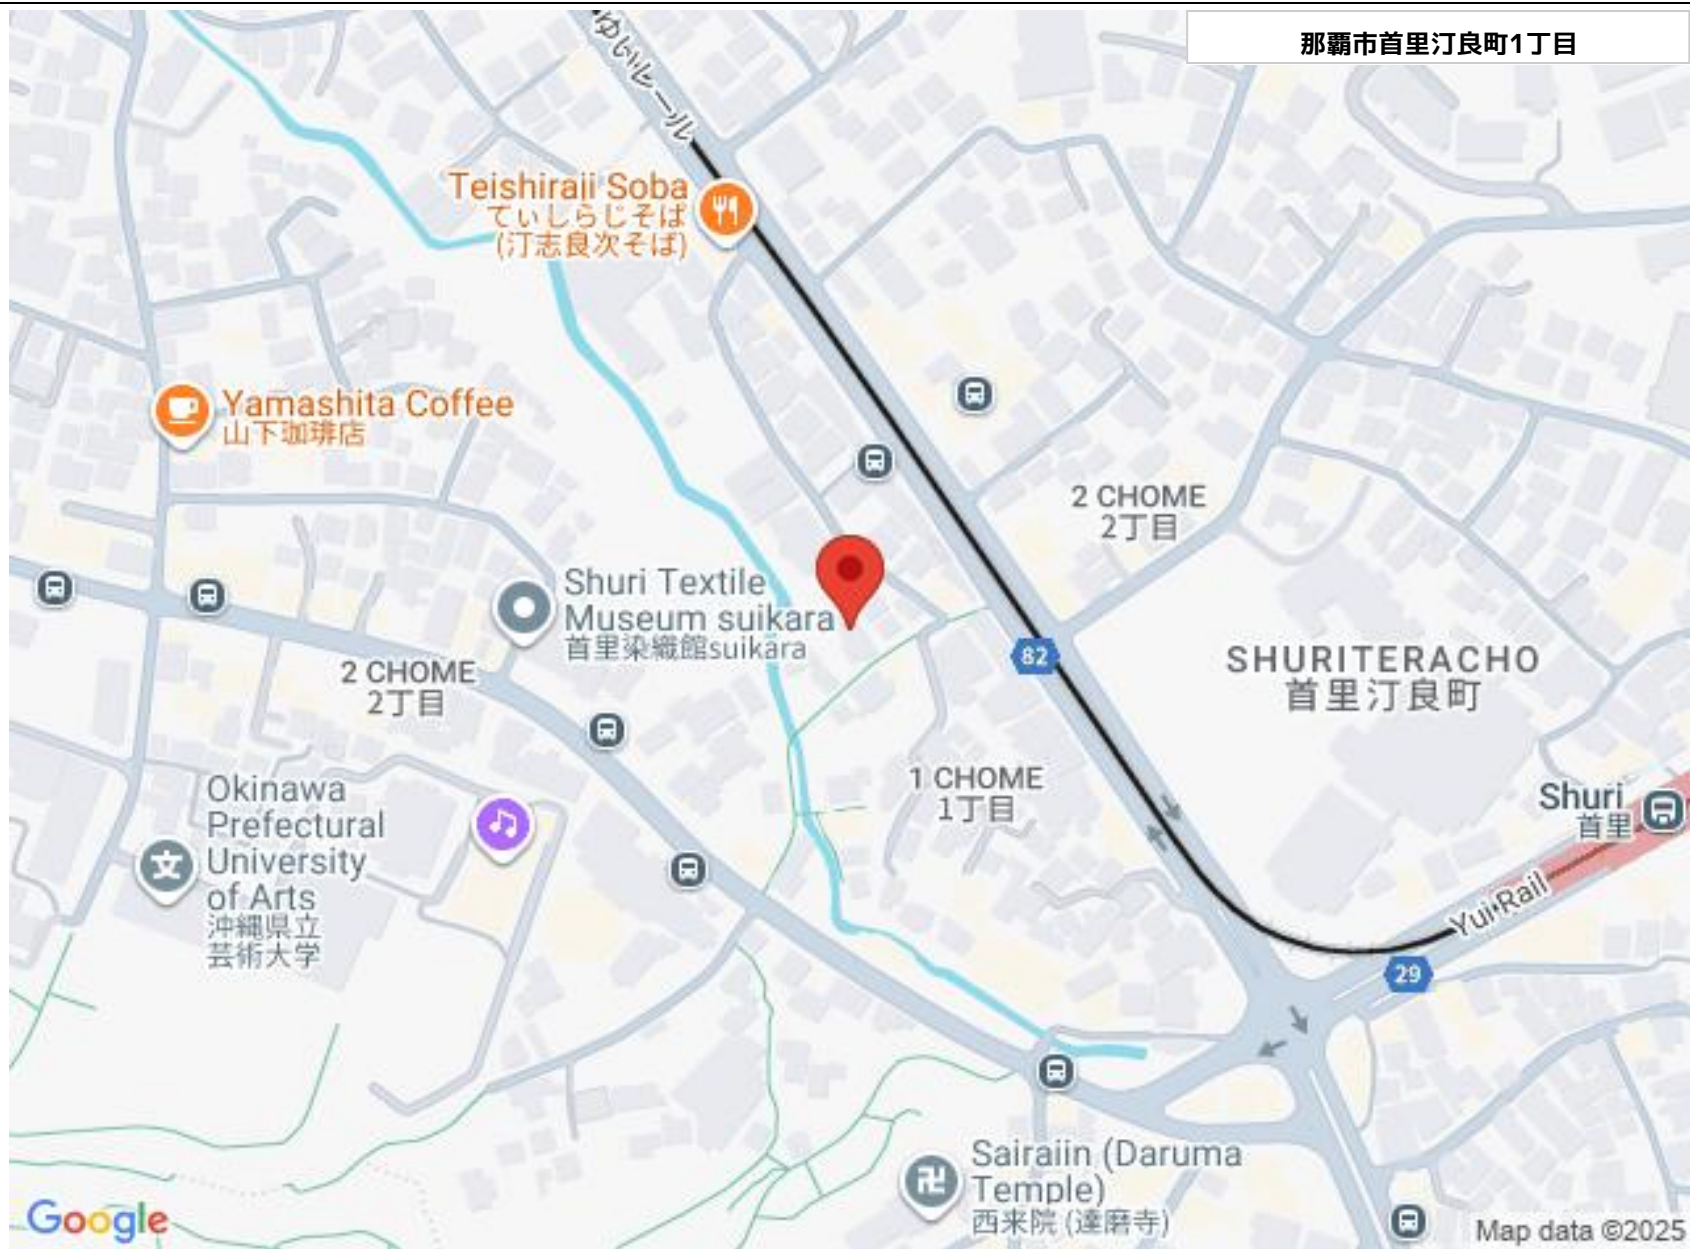 那覇市首里汀良町1丁目
ゆいレール
Teishiraji Soba
てぃしらじそば
(汀志良次そば)
Yamashita Coffee
山下珈琲店
2 CHOME
2丁目
Shuri Textile
Museum suikara
首里染織館suikara
82
SHURITERACHO
首里汀良町
2 CHOME
2丁目
1 CHOME
1丁目
Shuri
首里
Okinawa
Prefectural
University
of Arts
沖縄県立
芸術大学
文
Yui Rail
29
Sairaiin (Daruma
Temple)
西来院 (達磨寺)
卍
Google
Map data ©2025